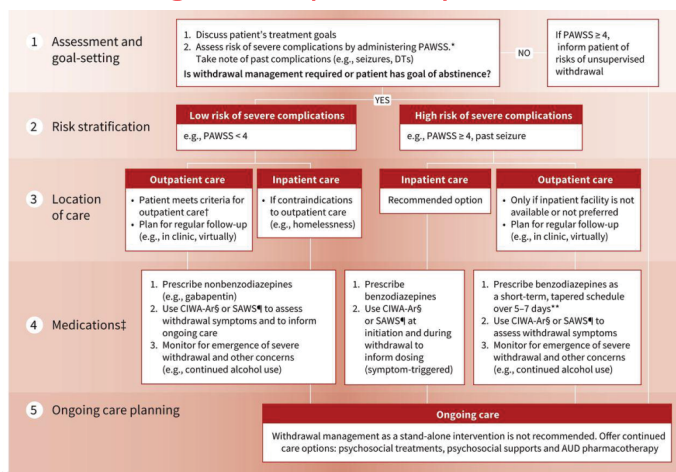 1 Assessment and
goal-setting
1. Discuss patient's treatment goals
2. Assess risk of severe complications by administering PAWSS.*
Take note of past complications (e.g., seizures, DTs)
Is withdrawal management required or patient has goal of abstinence?
NO
If PAWSS ≥ 4,
inform patient of
risks of unsupervised
withdrawal
YES
2 Risk stratification
Low risk of severe complications
e.g., PAWSS < 4
High risk of severe complications
e.g., PAWSS ≥ 4, past seizure
3 Location
of care
Outpatient care
• Patient meets criteria for
outpatient care†
• Plan for regular follow-up
(e.g., in clinic, virtually)
Inpatient care
• If contraindications
to outpatient care
(e.g., homelessness)
Inpatient care
Recommended option
Outpatient care
• Only if inpatient facility is not
available or not preferred
• Plan for regular follow-up
(e.g., in clinic, virtually)
4 Medications‡
1. Prescribe nonbenzodiazepines
(e.g., gabapentin)
2. Use CIWA-Ar§ or SAWS¶ to assess
withdrawal symptoms and to inform
ongoing care
3. Monitor for emergence of severe
withdrawal and other concerns
(e.g., continued alcohol use)
1. Prescribe
benzodiazepines
2. Use CIWA-Ar§
or SAWS¶ at
initiation and during
withdrawal to
inform dosing
(symptom-triggered)
1. Prescribe benzodiazepines as
a short-term, tapered schedule
over 5–7 days**
2. Use CIWA-Ar§ or SAWS¶ to
assess withdrawal symptoms
3. Monitor for emergence of severe
withdrawal and other concerns
(e.g., continued alcohol use)
5 Ongoing care planning
Ongoing care
Withdrawal management as a stand-alone intervention is not recommended. Offer continued
care options: psychosocial treatments, psychosocial supports and AUD pharmacotherapy